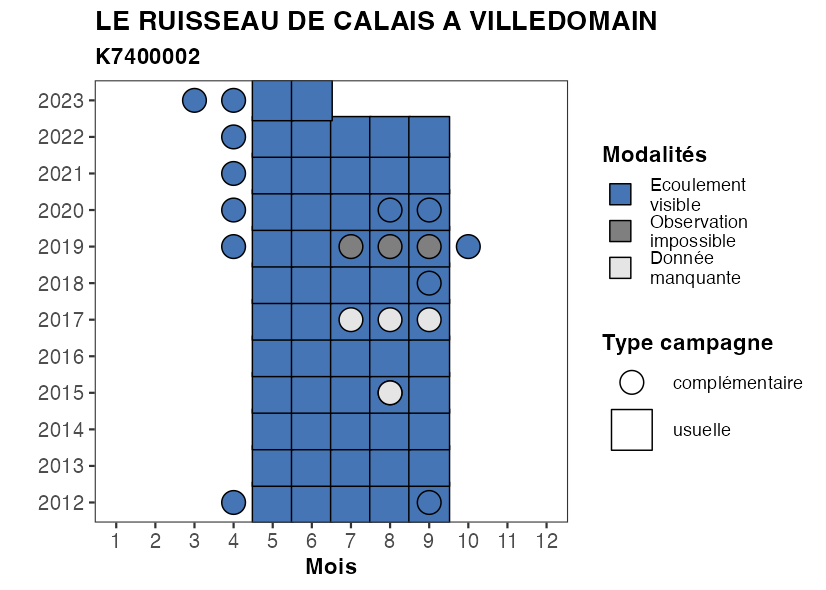 LE RUISSEAU DE CALAIS A VILLEDOMAIN
K7400002
2023
2022
2021
2020
2019
2018
2017
2016
2015
2014
2013
2012
1 2 3 4 5 6 7 8 9 10 11 12
Mois
Modalités
Ecoulement
visible
Observation
impossible
Donnée
manquante
Type campagne
complémentaire
usuelle